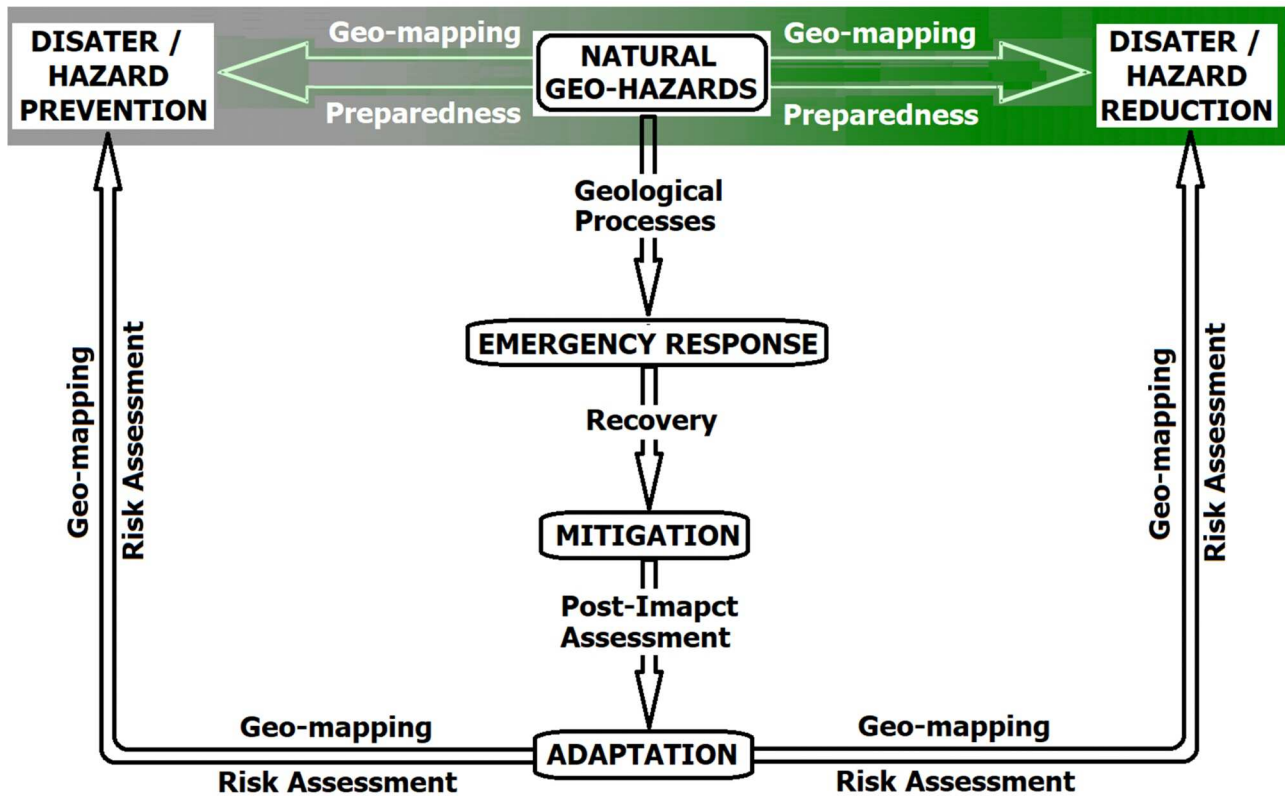 DISATER /
HAZARD
PREVENTION
Geo-mapping
Preparedness
NATURAL
GEO-HAZARDS
Geo-mapping
Preparedness
DISATER /
HAZARD
REDUCTION
Geological
Processes
EMERGENCY RESPONSE
Recovery
MITIGATION
Post-Imapct
Assessment
ADAPTATION
Geo-mapping
Risk Assessment
Geo-mapping
Risk Assessment
Geo-mapping
Risk Assessment
Geo-mapping
Risk Assessment